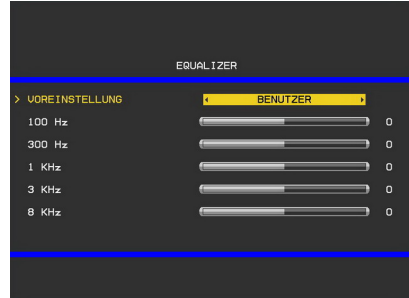 EQUALIZER
> VOREINSTELLUNG BENUTZER
100 Hz 0
300 Hz 0
1 KHz 0
3 KHz 0
8 KHz 0